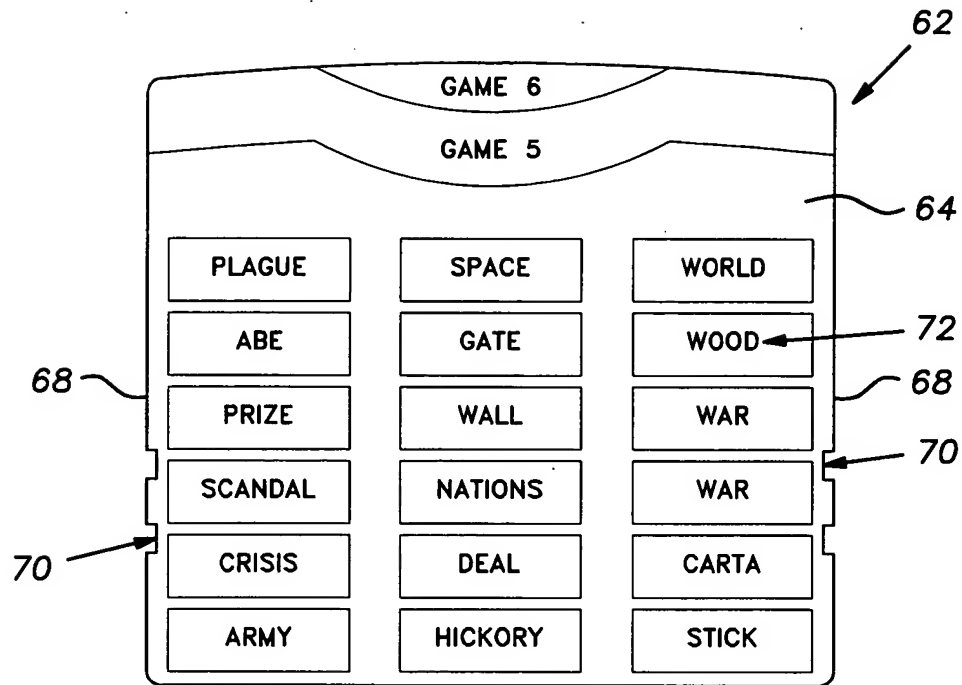 62
GAME 6
GAME 5
64
PLAGUE SPACE WORLD
ABE GATE WOOD 72
68 68
PRIZE WALL WAR
70
SCANDAL NATIONS WAR
70
CRISIS DEAL CARTA
ARMY HICKORY STICK